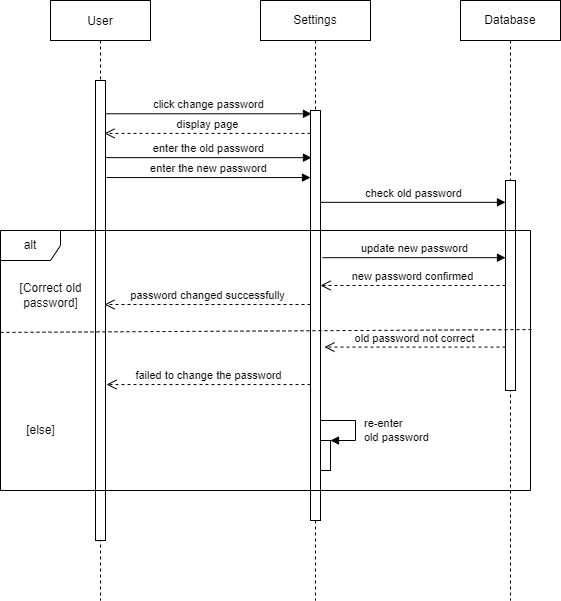 User
Settings
Database
click change password
display page
enter the old password
enter the new password
check old password
alt
update new password
new password confirmed
[Correct old
password]
password changed successfully
old password not correct
failed to change the password
[else]
re-enter
old password